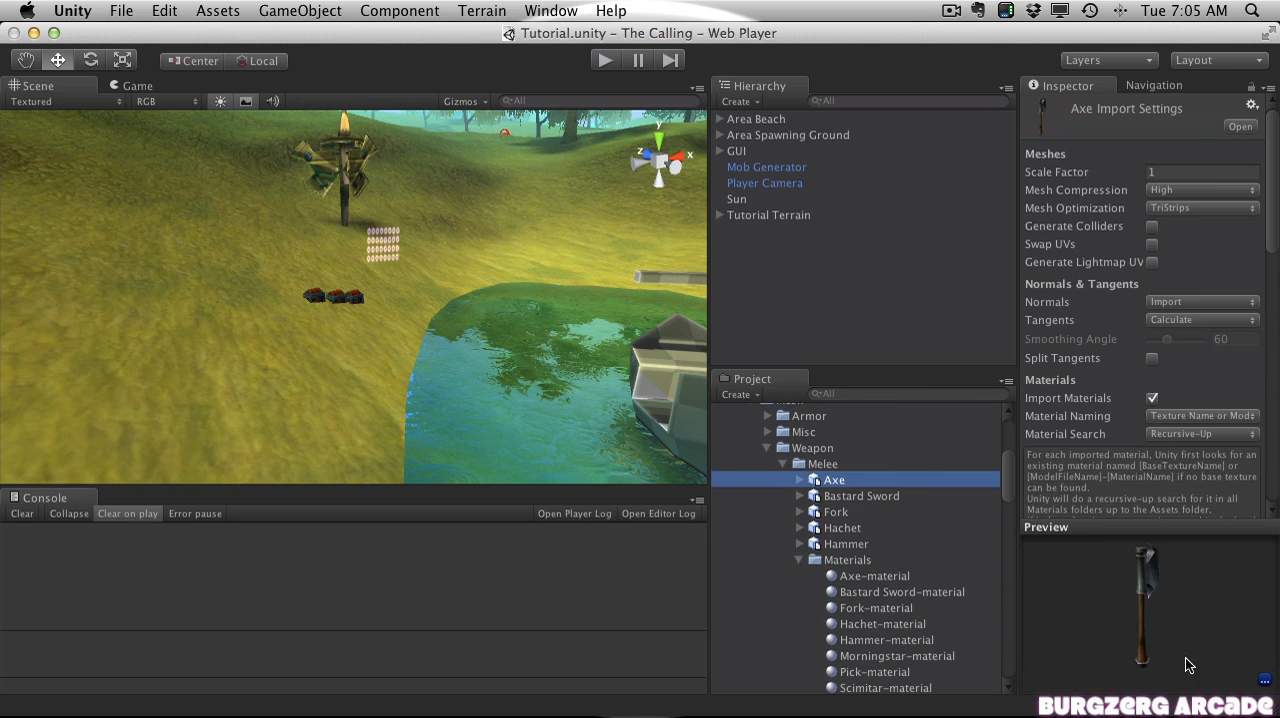 Unity File Edit Assets GameObject Component Terrain Window Help Tue 7:05 AM
Tutorial.unity – The Calling – Web Player
Center Local Layers Layout
Scene Game
Textured RGB Gizmos All
y
z x
Hierarchy
Create All
Area Beach
Area Spawning Ground
GUI
Mob Generator
Player Camera
Sun
Tutorial Terrain
Project
Create All
Armor
Misc
Weapon
Melee
Axe
Bastard Sword
Fork
Hachet
Hammer
Materials
Axe-material
Bastard Sword-material
Fork-material
Hachet-material
Hammer-material
Morningstar-material
Pick-material
Scimitar-material
Console
Clear Collapse Clear on play Error pause Open Player Log Open Editor Log
Inspector Navigation
Axe Import Settings
Open
Meshes
Scale Factor 1
Mesh Compression High
Mesh Optimization TriStrips
Generate Colliders
Swap UVs
Generate Lightmap UV
Normals & Tangents
Normals Import
Tangents Calculate
Smoothing Angle 60
Split Tangents
Materials
Import Materials
Material Naming Texture Name or Mod
Material Search Recursive-Up
For each imported material, Unity first looks for an
existing material named [BaseTextureName] or
[ModelFileName]-[MaterialName] if no base texture
can be found.
Unity will do a recursive-up search for it in all
Materials folders up to the Assets folder.
Preview
BURGZERG ARCADE